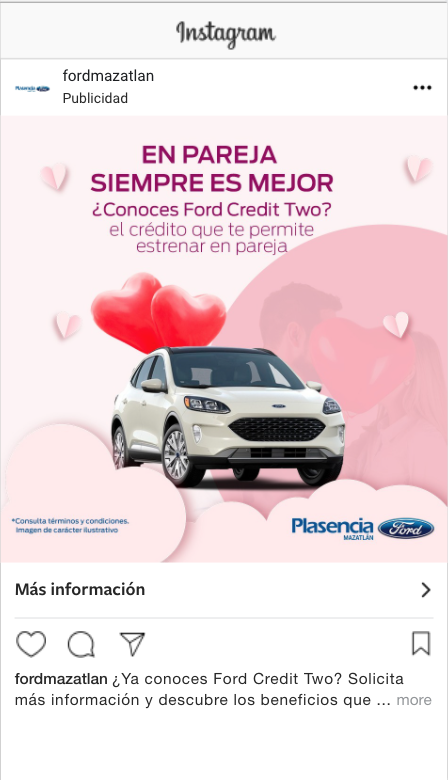 Instagram
fordmazatlan
Publicidad
Plasencia Ford
EN PAREJA
SIEMPRE ES MEJOR
¿Conoces Ford Credit Two?
el crédito que te permite
estrenar en pareja
*Consulta términos y condiciones.
Imagen de carácter ilustrativo
Plasencia Ford
MAZATLÁN
Más información
fordmazatlan ¿Ya conoces Ford Credit Two? Solicita
más información y descubre los beneficios que ... more